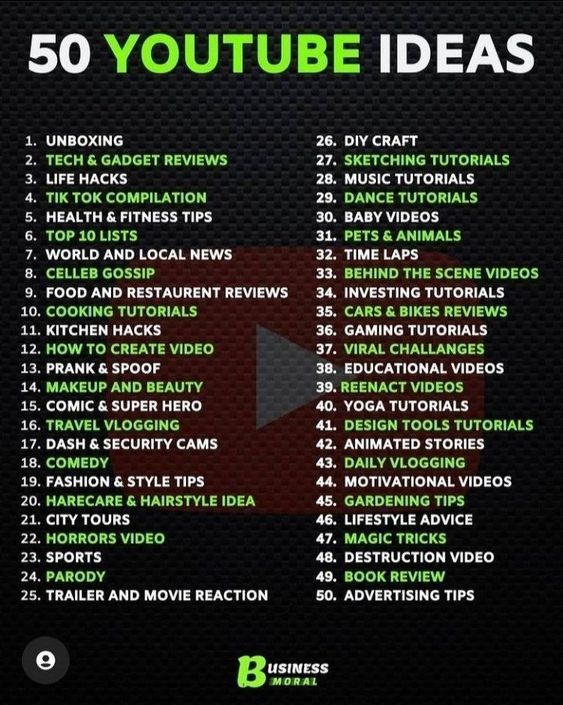 50 YOUTUBE IDEAS
1. UNBOXING
2. TECH & GADGET REVIEWS
3. LIFE HACKS
4. TIK TOK COMPILATION
5. HEALTH & FITNESS TIPS
6. TOP 10 LISTS
7. WORLD AND LOCAL NEWS
8. CELLEB GOSSIP
9. FOOD AND RESTAURENT REVIEWS
10. COOKING TUTORIALS
11. KITCHEN HACKS
12. HOW TO CREATE VIDEO
13. PRANK & SPOOF
14. MAKEUP AND BEAUTY
15. COMIC & SUPER HERO
16. TRAVEL VLOGGING
17. DASH & SECURITY CAMS
18. COMEDY
19. FASHION & STYLE TIPS
20. HARECARE & HAIRSTYLE IDEA
21. CITY TOURS
22. HORRORS VIDEO
23. SPORTS
24. PARODY
25. TRAILER AND MOVIE REACTION
26. DIY CRAFT
27. SKETCHING TUTORIALS
28. MUSIC TUTORIALS
29. DANCE TUTORIALS
30. BABY VIDEOS
31. PETS & ANIMALS
32. TIME LAPS
33. BEHIND THE SCENE VIDEOS
34. INVESTING TUTORIALS
35. CARS & BIKES REVIEWS
36. GAMING TUTORIALS
37. VIRAL CHALLANGES
38. EDUCATIONAL VIDEOS
39. REENACT VIDEOS
40. YOGA TUTORIALS
41. DESIGN TOOLS TUTORIALS
42. ANIMATED STORIES
43. DAILY VLOGGING
44. MOTIVATIONAL VIDEOS
45. GARDENING TIPS
46. LIFESTYLE ADVICE
47. MAGIC TRICKS
48. DESTRUCTION VIDEO
49. BOOK REVIEW
50. ADVERTISING TIPS
BUSINESS
MORAL